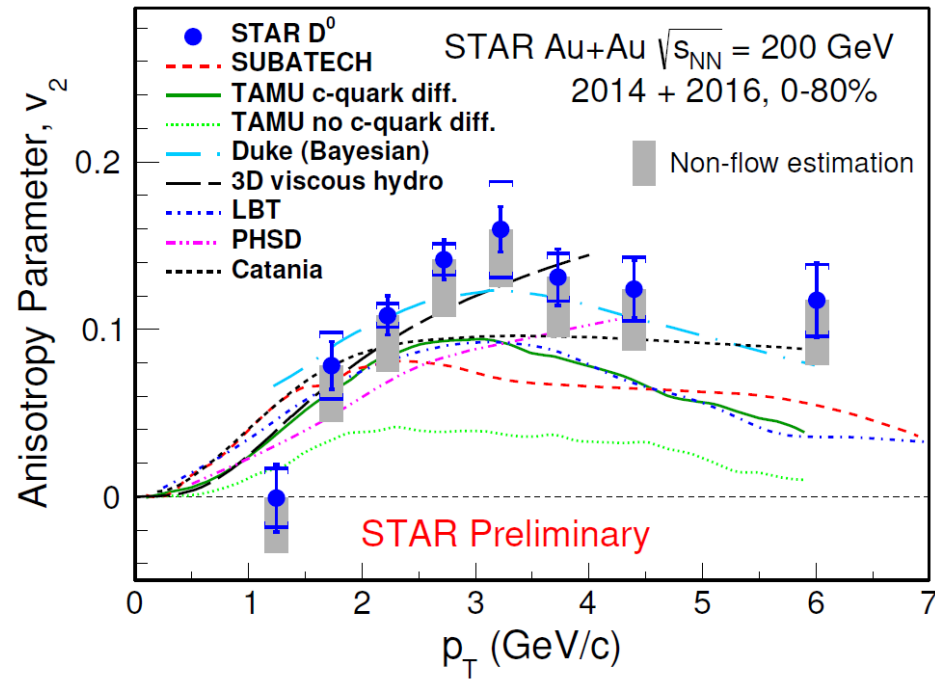 STAR D⁰
SUBATECH
TAMU c-quark diff.
TAMU no c-quark diff.
Duke (Bayesian)
3D viscous hydro
LBT
PHSD
Catania
STAR Au+Au √s_NN = 200 GeV
2014 + 2016, 0-80%
Non-flow estimation
STAR Preliminary
Anisotropy Parameter, v₂
0.2
0.1
0
0 1 2 3 4 5 6 7
p_T (GeV/c)